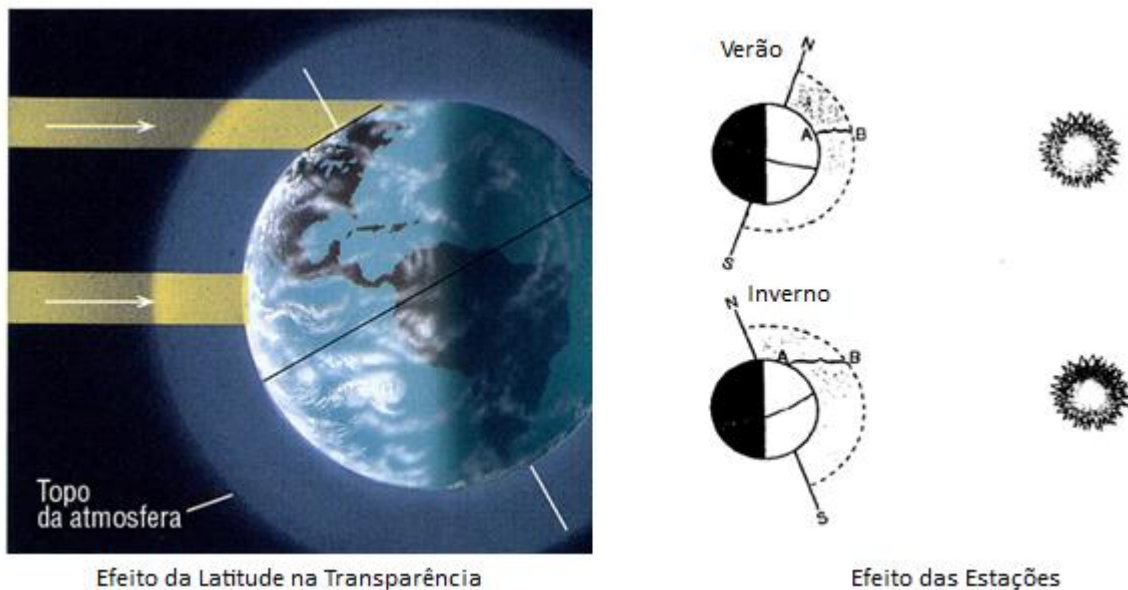 Topo
da atmosfera
Efeito da Latitude na Transparência
Verão
N
A
B
S
Inverno
N
A
B
S
Efeito das Estações